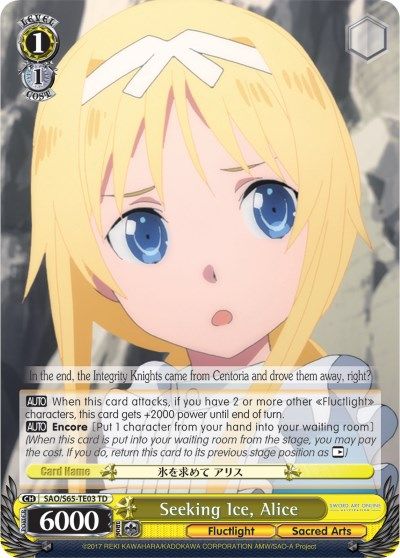 LEVEL
1
1
COST
In the end, the Integrity Knights came from Centoria and drove them away, right?
AUTO When this card attacks, if you have 2 or more other «Fluctlight»
characters, this card gets +2000 power until end of turn.
AUTO Encore [Put 1 character from your hand into your waiting room]
(When this card is put into your waiting room from the stage, you may pay
the cost. If you do, return this card to its previous stage position as
Card Name 氷を求めて アリス
CH SAO/S65-TE03 TD
POWER 6000 SOUL
Seeking Ice, Alice
SWORD ART ONLINE
Fluctlight Sacred Arts
©2017 REKI KAWAHARA/KADOKAWA CORPORATION AMW/SAO-A Project